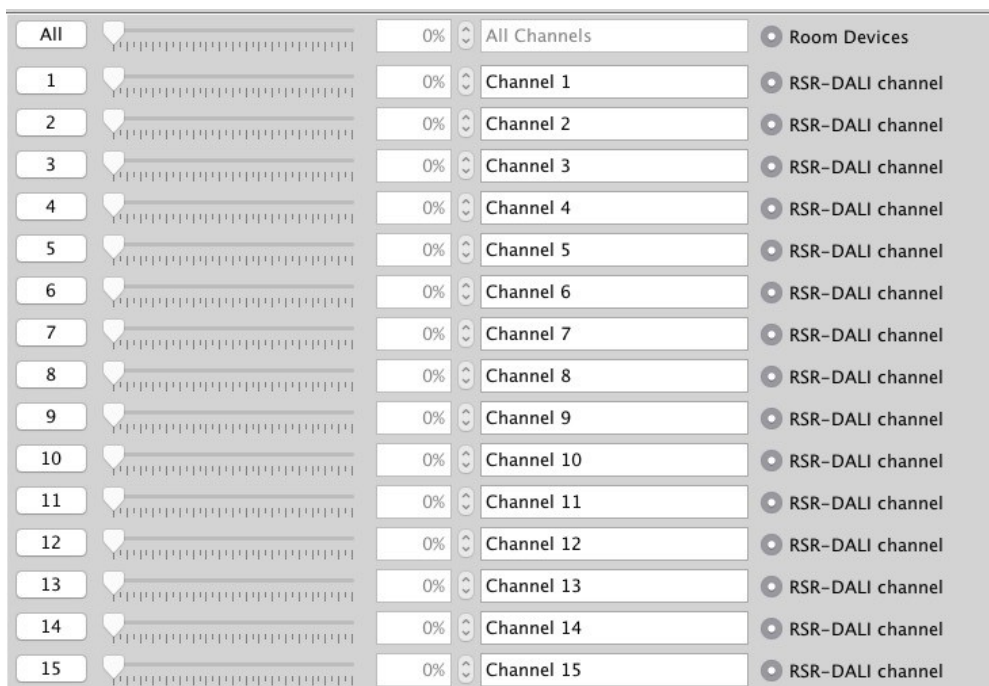 All 0% All Channels Room Devices
1 0% Channel 1 RSR-DALI channel
2 0% Channel 2 RSR-DALI channel
3 0% Channel 3 RSR-DALI channel
4 0% Channel 4 RSR-DALI channel
5 0% Channel 5 RSR-DALI channel
6 0% Channel 6 RSR-DALI channel
7 0% Channel 7 RSR-DALI channel
8 0% Channel 8 RSR-DALI channel
9 0% Channel 9 RSR-DALI channel
10 0% Channel 10 RSR-DALI channel
11 0% Channel 11 RSR-DALI channel
12 0% Channel 12 RSR-DALI channel
13 0% Channel 13 RSR-DALI channel
14 0% Channel 14 RSR-DALI channel
15 0% Channel 15 RSR-DALI channel